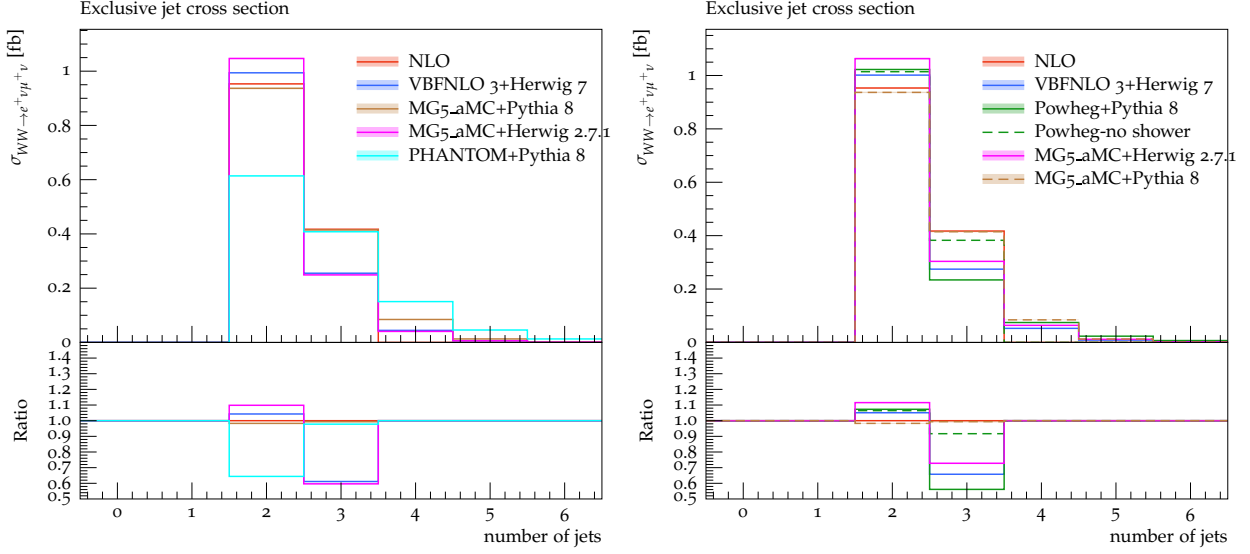 Exclusive jet cross section
σWW→e⁺νμ⁺ν [fb]
NLO
VBFNLO 3+Herwig 7
MG5_aMC+Pythia 8
MG5_aMC+Herwig 2.7.1
PHANTOM+Pythia 8
1
0.8
0.6
0.4
0.2
0
Ratio
1.4
1.3
1.2
1.1
1.0
0.9
0.8
0.7
0.6
0.5
0 1 2 3 4 5 6
number of jets
Exclusive jet cross section
σWW→e⁺νμ⁺ν [fb]
NLO
VBFNLO 3+Herwig 7
Powheg+Pythia 8
Powheg-no shower
MG5_aMC+Herwig 2.7.1
MG5_aMC+Pythia 8
1
0.8
0.6
0.4
0.2
0
Ratio
1.4
1.3
1.2
1.1
1.0
0.9
0.8
0.7
0.6
0.5
0 1 2 3 4 5 6
number of jets